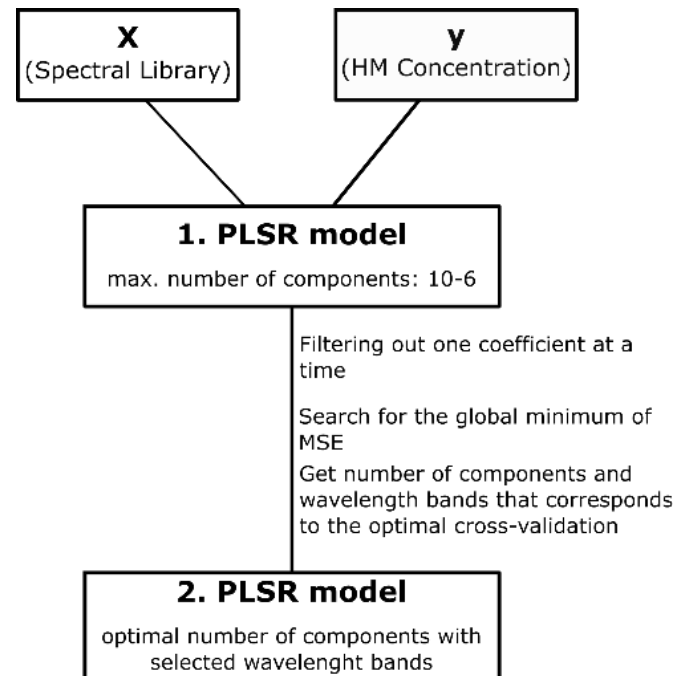 X
(Spectral Library)
y
(HM Concentration)
1. PLSR model
max. number of components: 10-6
Filtering out one coefficient at a
time
Search for the global minimum of
MSE
Get number of components and
wavelength bands that corresponds
to the optimal cross-validation
2. PLSR model
optimal number of components with
selected wavelenght bands